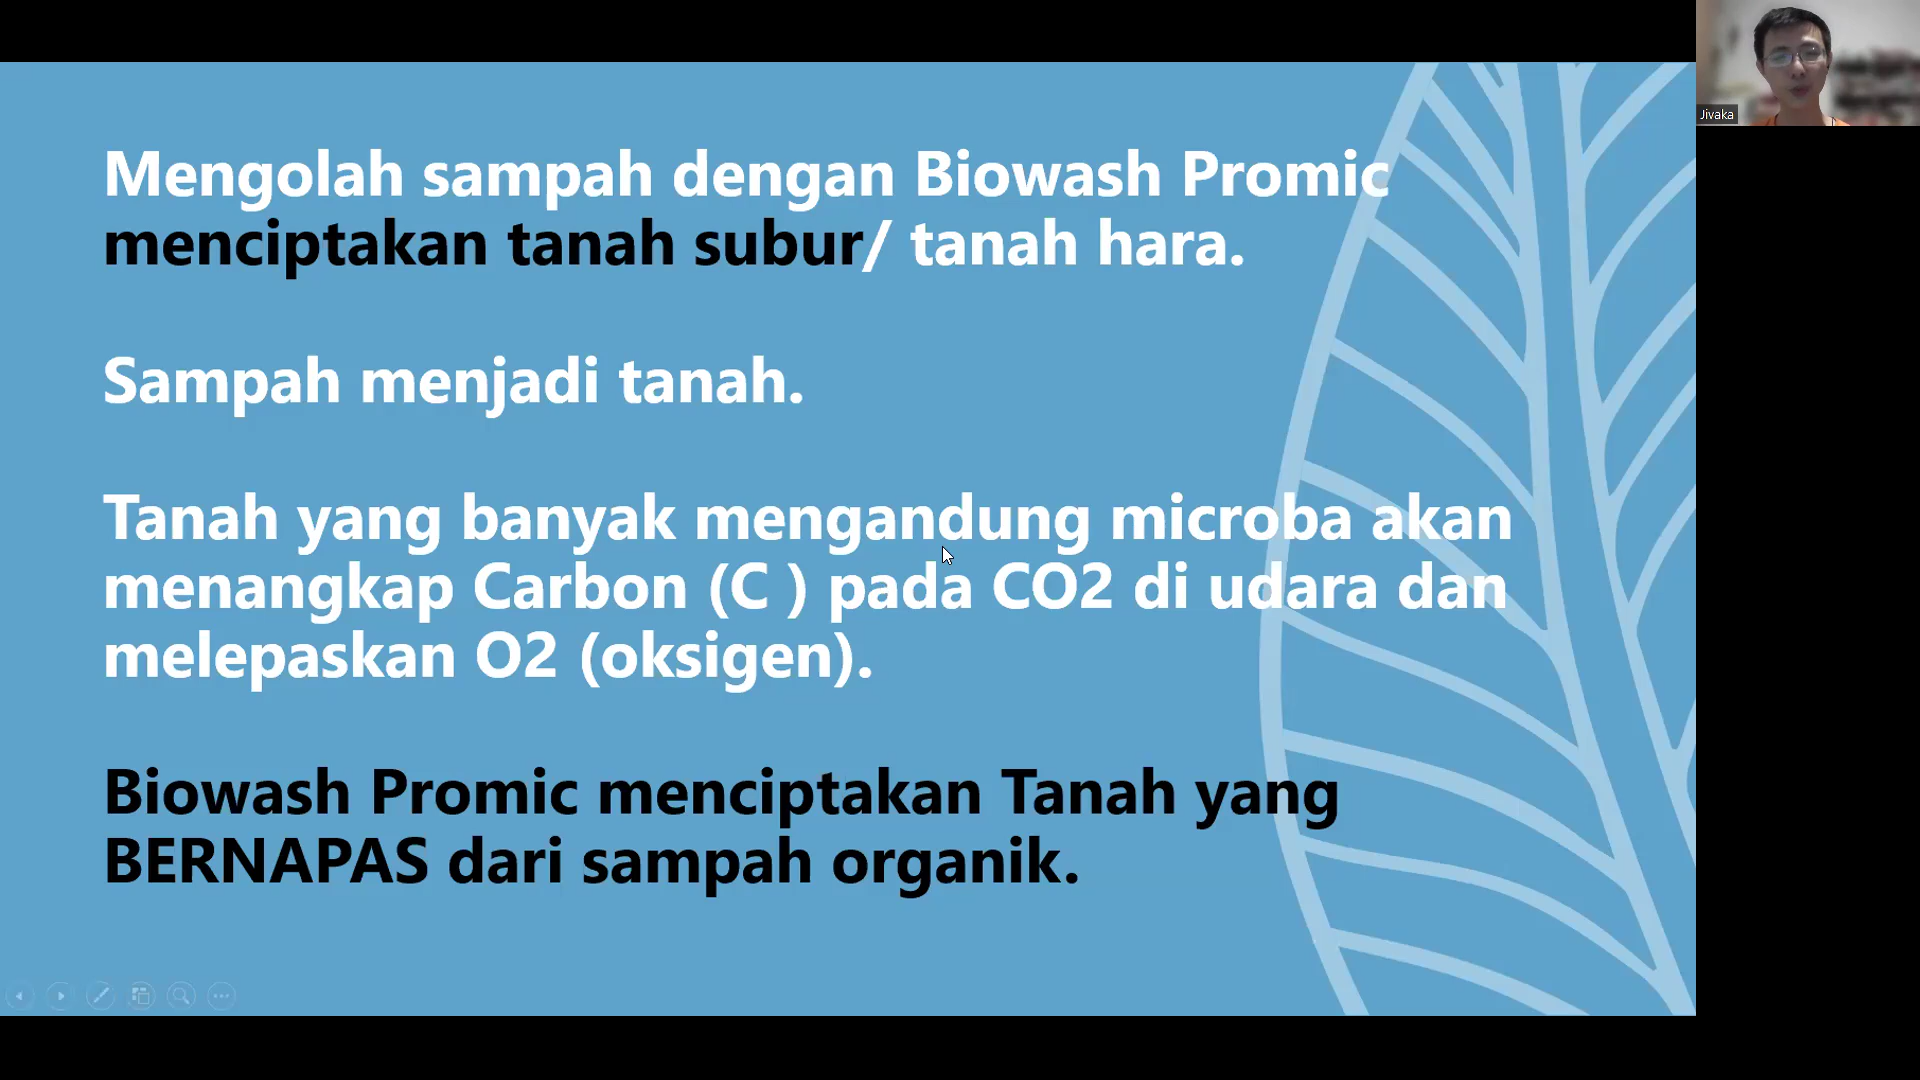 Mengolah sampah dengan Biowash Promic
menciptakan tanah subur/ tanah hara.
Sampah menjadi tanah.
Tanah yang banyak mengandung microba akan
menangkap Carbon (C ) pada CO2 di udara dan
melepaskan O2 (oksigen).
Biowash Promic menciptakan Tanah yang
BERNAPAS dari sampah organik.
Jivaka